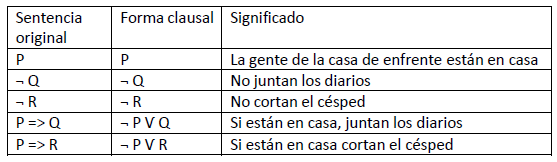 Sentencia original | Forma clausal | Significado
P | P | La gente de la casa de enfrente están en casa
¬ Q | ¬ Q | No juntan los diarios
¬ R | ¬ R | No cortan el césped
P => Q | ¬ P V Q | Si están en casa, juntan los diarios
P => R | ¬ P V R | Si están en casa cortan el césped